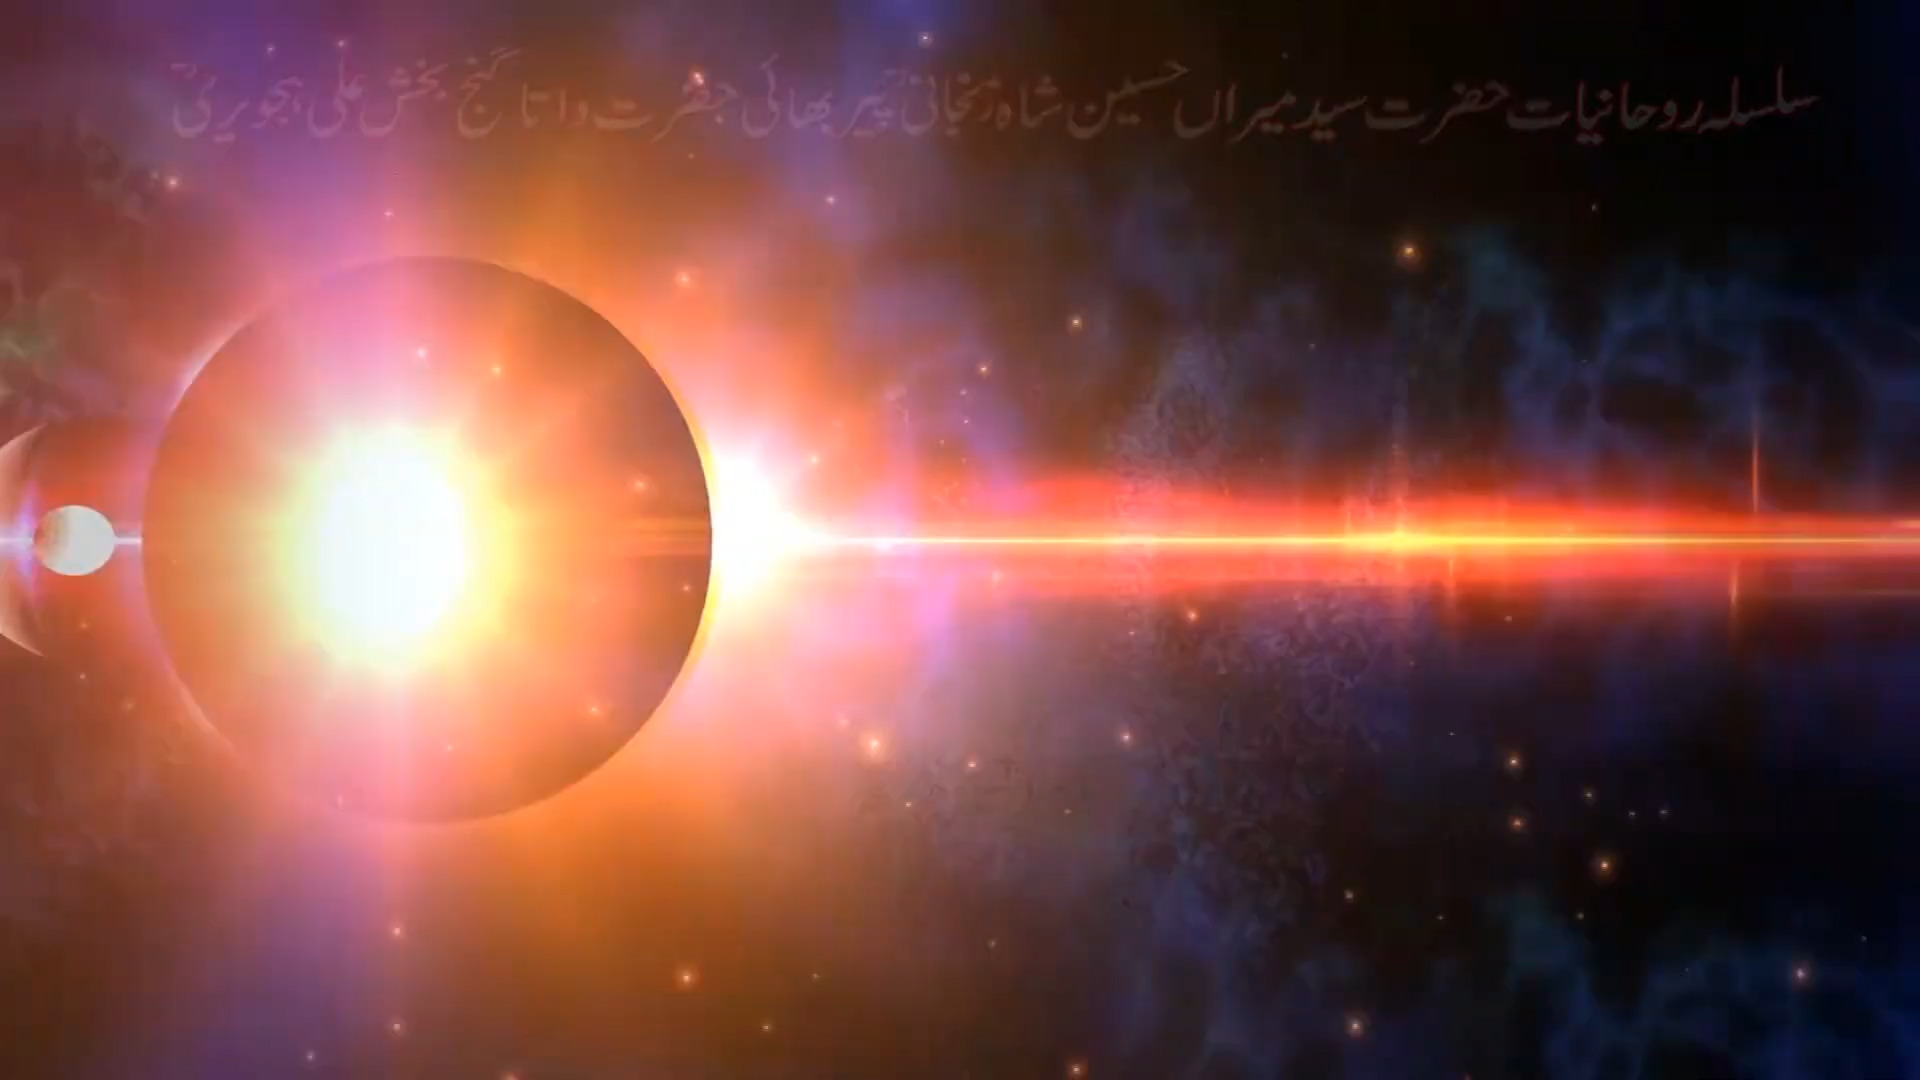 سلسلہ روحانیات حضرت سید میراں حسین شاہ زنجانیؒ پیر بھائی حضرت داتا گنج بخش علی ہجویریؒ